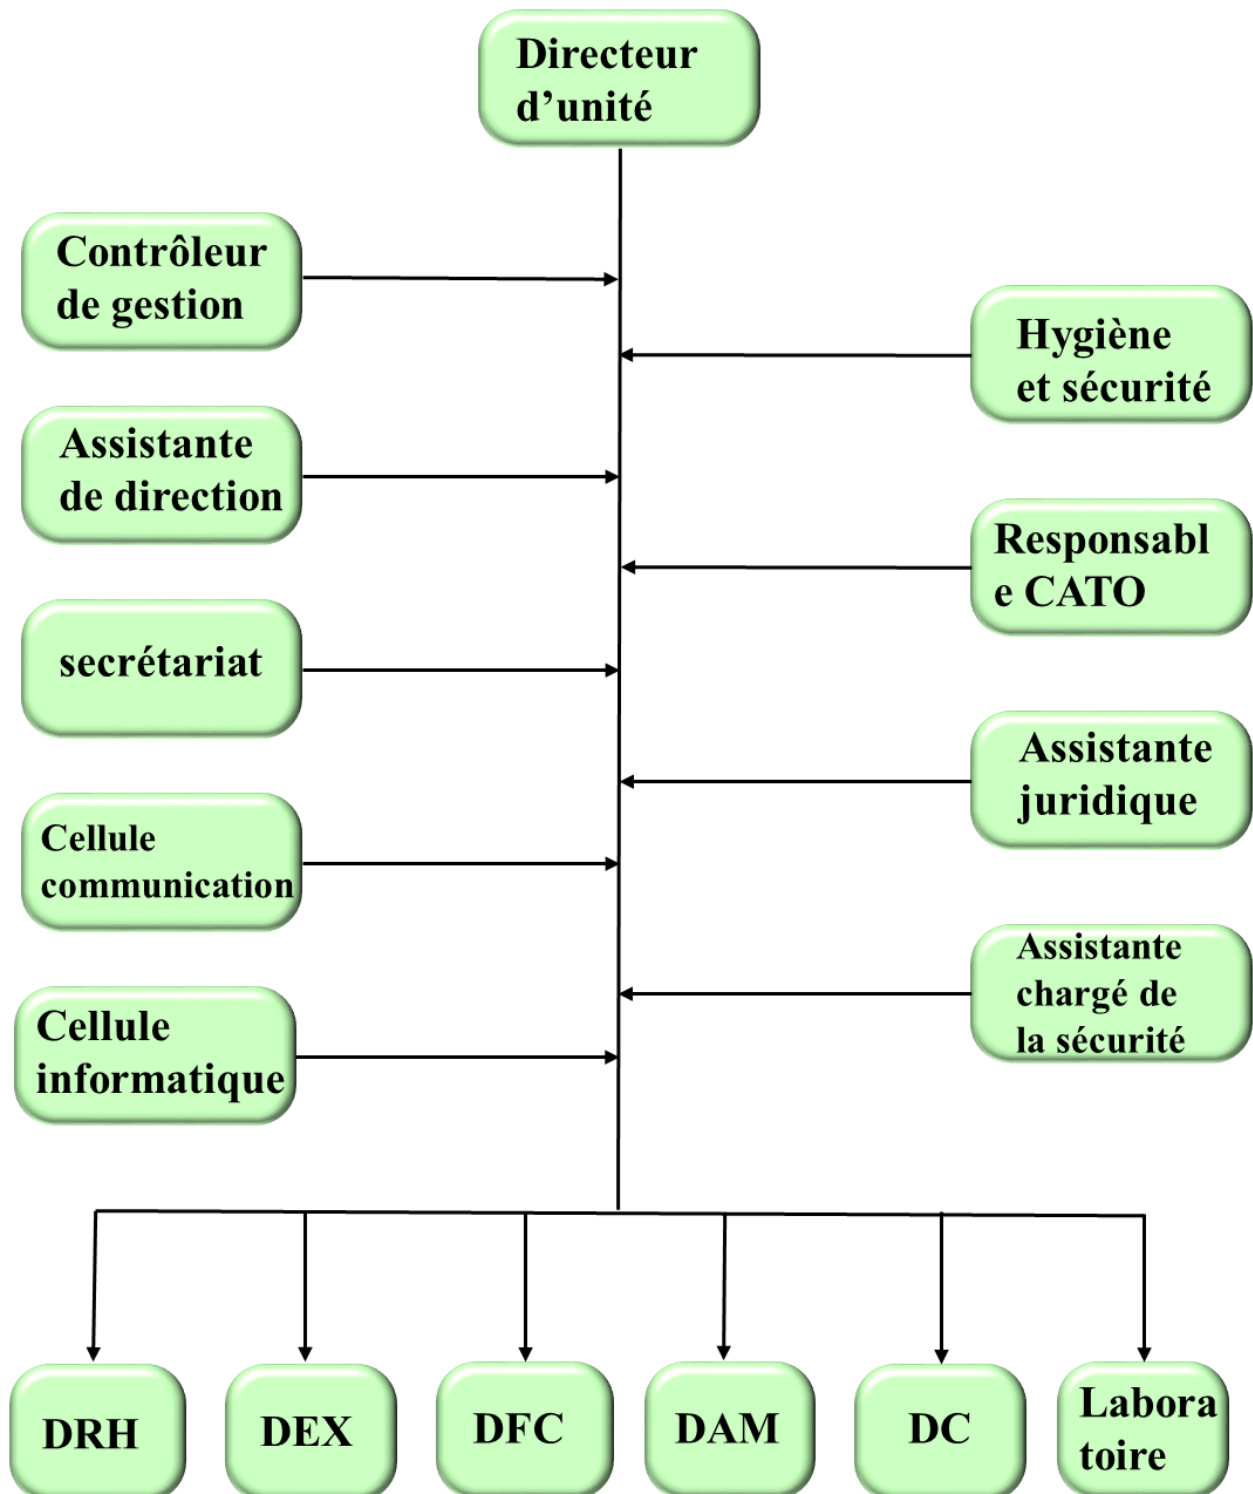 Directeur
d’unité
Contrôleur
de gestion
Hygiène
et sécurité
Assistante
de direction
Responsabl
e CATO
secrétariat
Assistante
juridique
Cellule
communication
Assistante
chargé de
la sécurité
Cellule
informatique
DRH
DEX
DFC
DAM
DC
Labora
toire